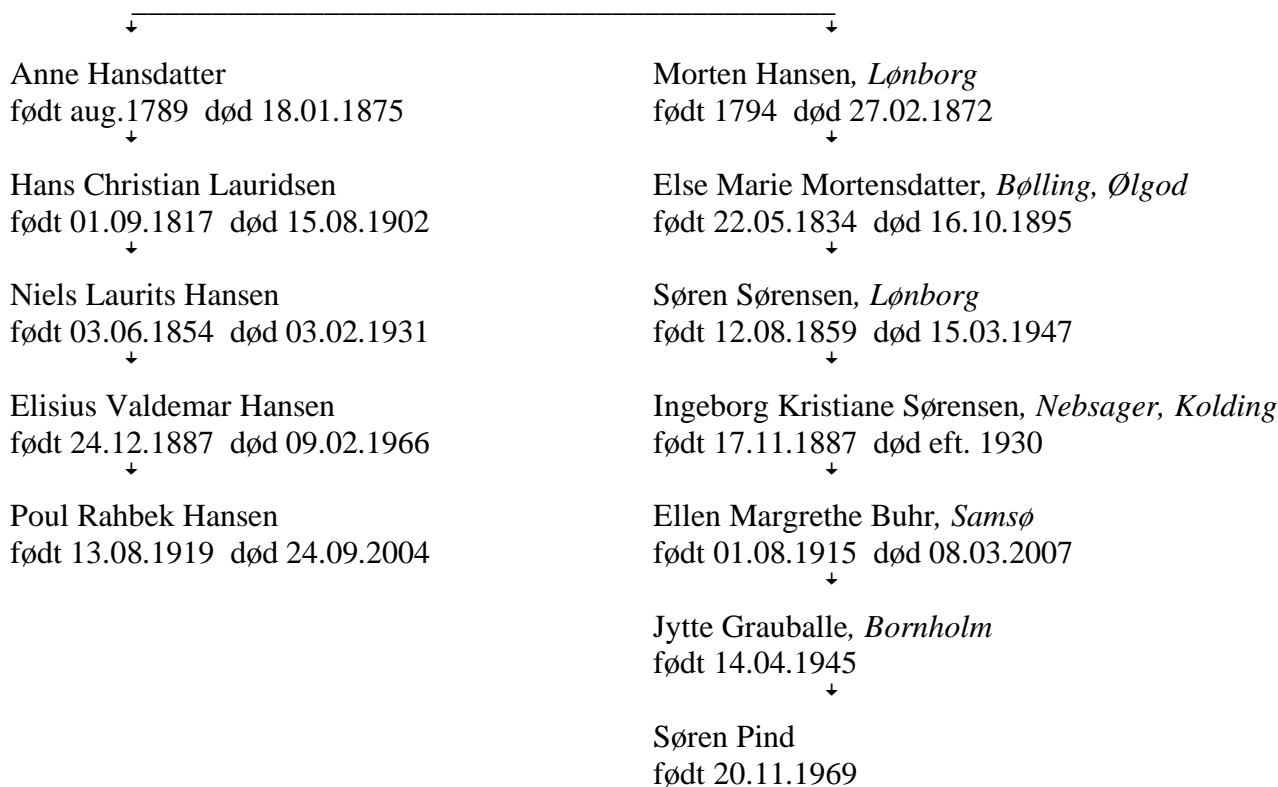 Anne Hansdatter
født aug.1789 død 18.01.1875
Hans Christian Lauridsen
født 01.09.1817 død 15.08.1902
Niels Laurits Hansen
født 03.06.1854 død 03.02.1931
Elisius Valdemar Hansen
født 24.12.1887 død 09.02.1966
Poul Rahbek Hansen
født 13.08.1919 død 24.09.2004
Morten Hansen, Lønborg
født 1794 død 27.02.1872
Else Marie Mortensdatter, Bølling, Ølgod
født 22.05.1834 død 16.10.1895
Søren Sørensen, Lønborg
født 12.08.1859 død 15.03.1947
Ingeborg Kristiane Sørensen, Nebsager, Kolding
født 17.11.1887 død eft. 1930
Ellen Margrethe Buhr, Samsø
født 01.08.1915 død 08.03.2007
Jytte Grauballe, Bornholm
født 14.04.1945
Søren Pind
født 20.11.1969